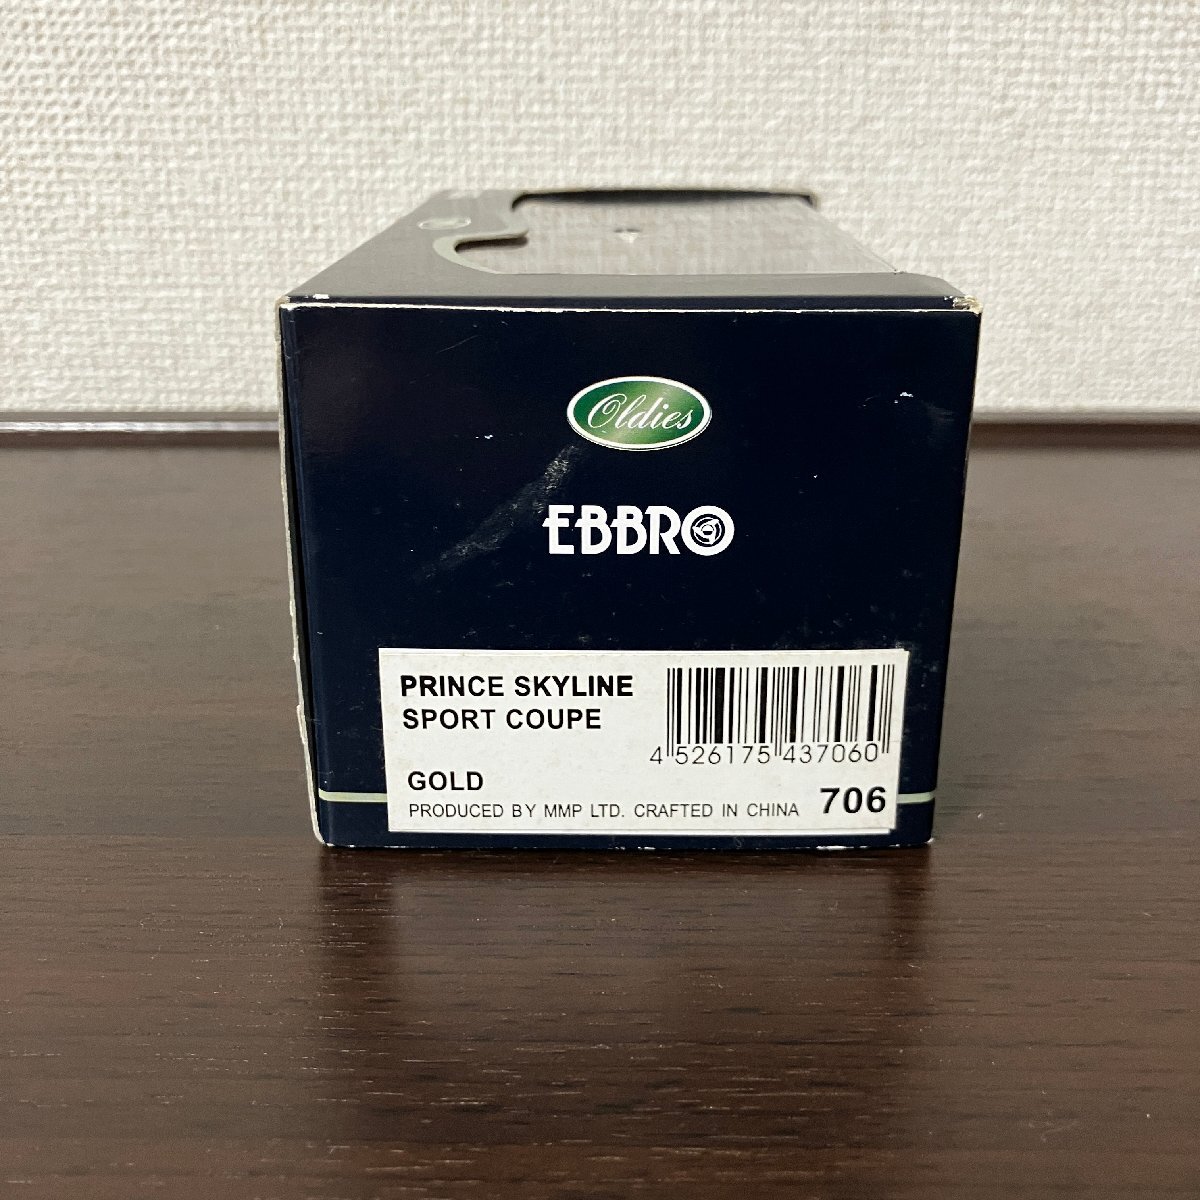 Oldies
EBBRO
PRINCE SKYLINE
SPORT COUPE
4 526175 437060
GOLD
PRODUCED BY MMP LTD. CRAFTED IN CHINA
706